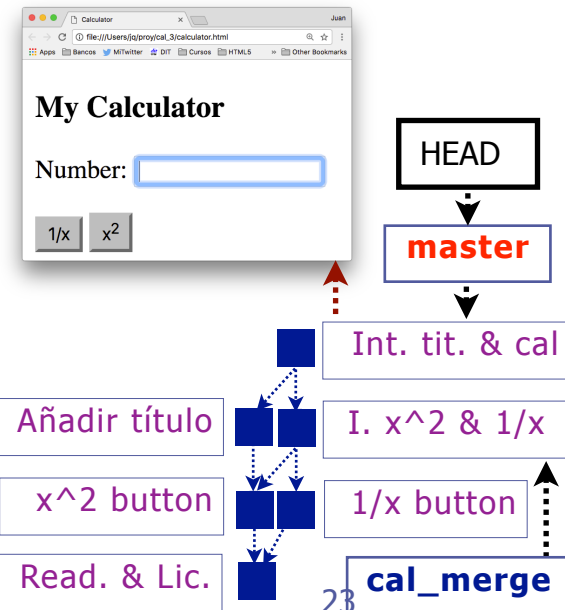 Calculator
Juan
file:///Users/jq/proy/cal_3/calculator.html
Apps Bancos MiTwitter DIT Cursos HTML5 » Other Bookmarks
My Calculator
Number:
1/x x²
HEAD
master
Int. tit. & cal
Añadir título
I. x^2 & 1/x
x^2 button
1/x button
Read. & Lic.
cal_merge
23